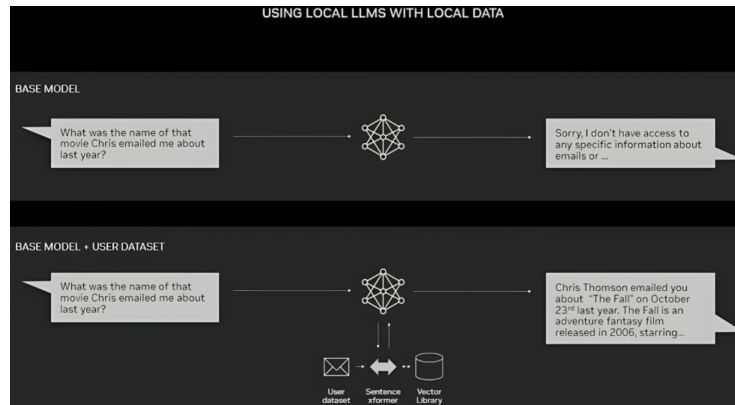 USING LOCAL LLMS WITH LOCAL DATA
BASE MODEL
What was the name of that
movie Chris emailed me about
last year?
Sorry, I don't have access to
any specific information about
emails or ...
BASE MODEL + USER DATASET
What was the name of that
movie Chris emailed me about
last year?
Chris Thomson emailed you
about "The Fall" on October
23rd last year. The Fall is an
adventure fantasy film
released in 2006, starring...
User
dataset
Sentence
xformer
Vector
Library